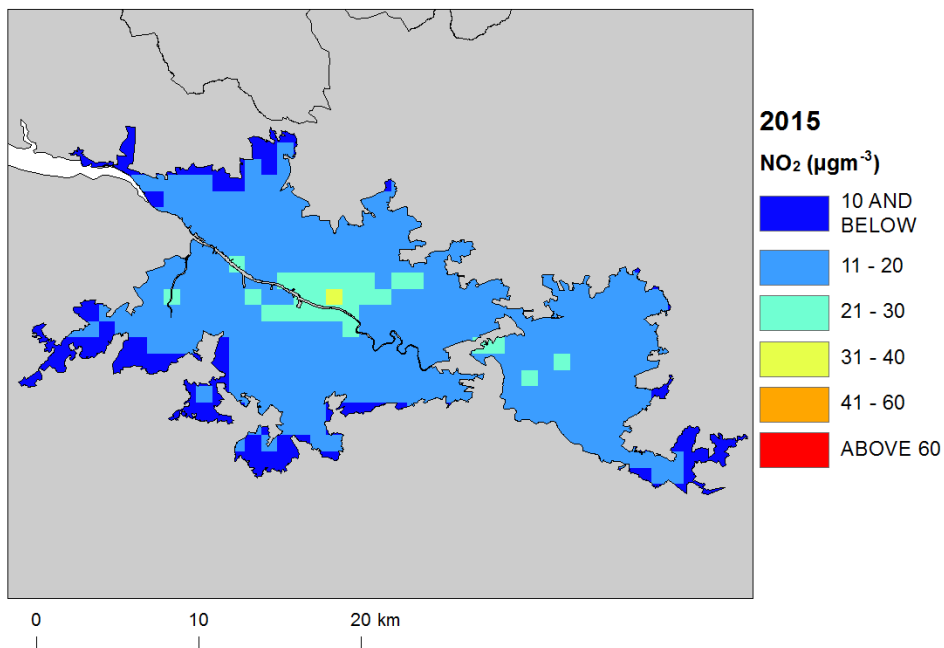 2015
NO₂ (µgm⁻³)
10 AND
BELOW
11 - 20
21 - 30
31 - 40
41 - 60
ABOVE 60
0 10 20 km